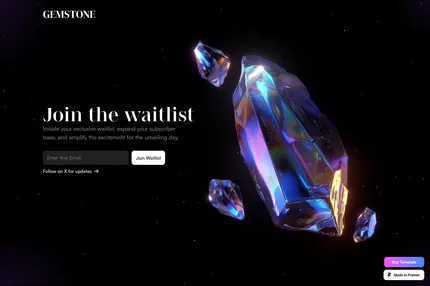 GEMSTONE
Join the waitlist
Initiate your exclusive waitlist, expand your subscriber
base, and amplify the excitement for the unveiling day.
Enter Your Email
Join Waitlist
Follow on X for updates →
Buy Template
Made in Framer